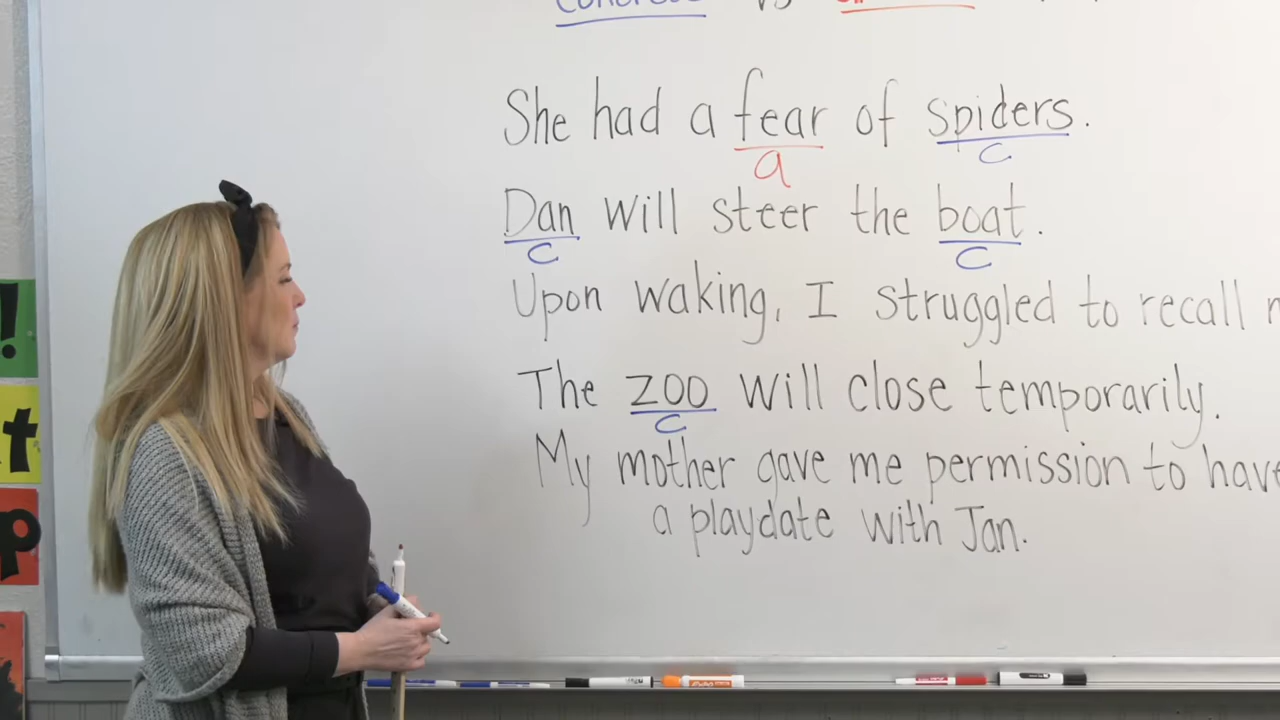 vs
She had a fear of spiders.
a c
Dan will steer the boat.
c c
Upon waking, I struggled to recall
The zoo will close temporarily.
c
My mother gave me permission to have
a playdate with Jan.
!
t
p